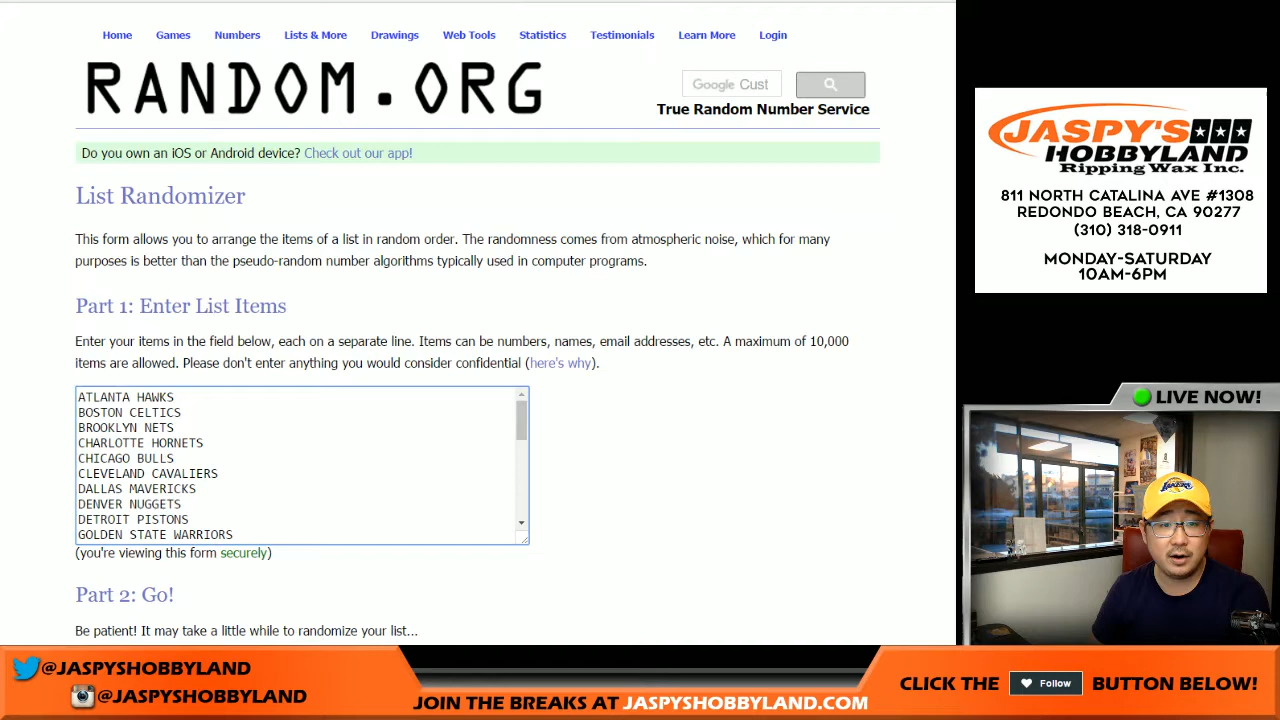 Home Games Numbers Lists & More Drawings Web Tools Statistics Testimonials Learn More Login
RANDOM.ORG
Google Cust
True Random Number Service
Do you own an iOS or Android device? Check out our app!
List Randomizer
This form allows you to arrange the items of a list in random order. The randomness comes from atmospheric noise, which for many
purposes is better than the pseudo-random number algorithms typically used in computer programs.
Part 1: Enter List Items
Enter your items in the field below, each on a separate line. Items can be numbers, names, email addresses, etc. A maximum of 10,000
items are allowed. Please don't enter anything you would consider confidential (here's why).
ATLANTA HAWKS
BOSTON CELTICS
BROOKLYN NETS
CHARLOTTE HORNETS
CHICAGO BULLS
CLEVELAND CAVALIERS
DALLAS MAVERICKS
DENVER NUGGETS
DETROIT PISTONS
GOLDEN STATE WARRIORS
(you're viewing this form securely)
Part 2: Go!
Be patient! It may take a little while to randomize your list...
JASPY'S
HOBBYLAND
Ripping Wax Inc.
811 NORTH CATALINA AVE #1308
REDONDO BEACH, CA 90277
(310) 318-0911
MONDAY-SATURDAY
10AM-6PM
LIVE NOW!
LAKERS
@JASPYSHOBBYLAND
@JASPYSHOBBYLAND
JOIN THE BREAKS AT JASPYSHOBBYLAND.COM
CLICK THE Follow BUTTON BELOW!